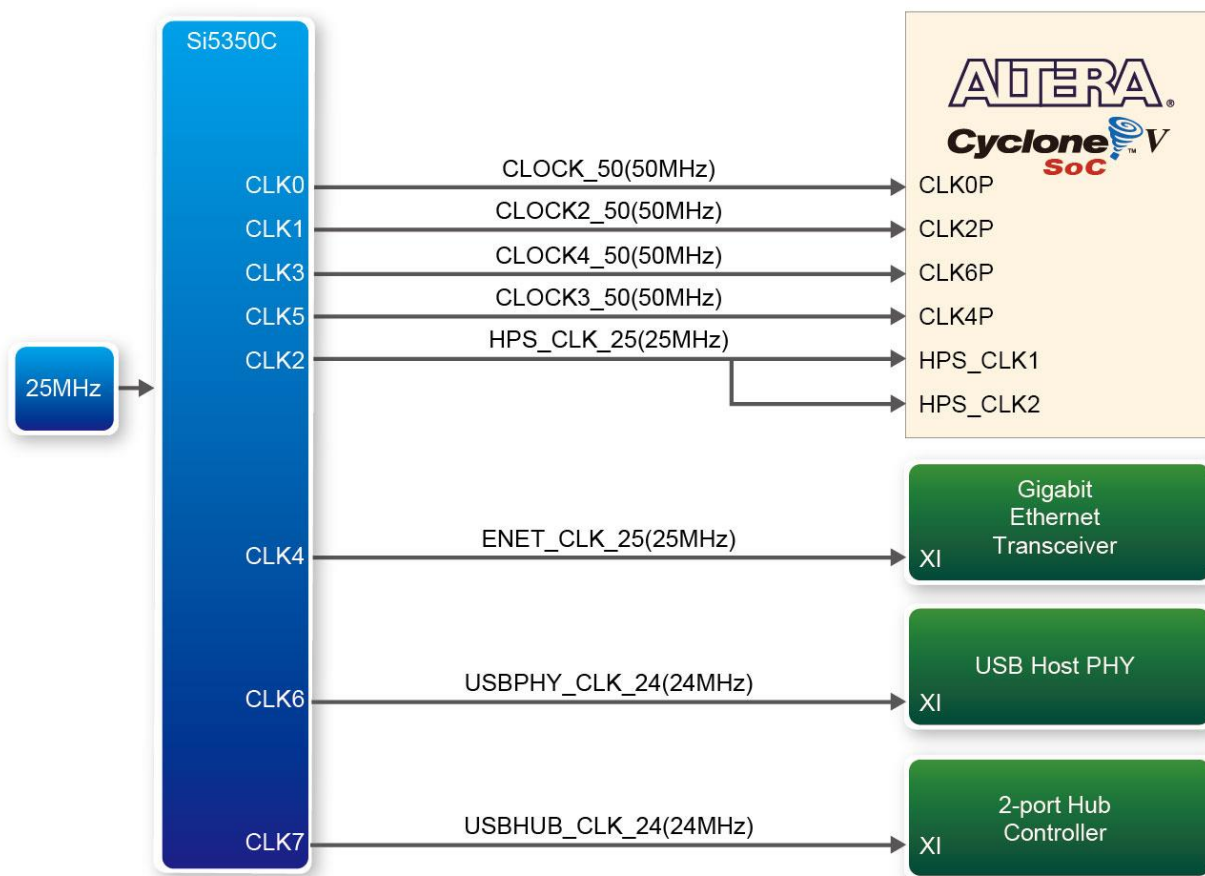 Si5350C
ALTERA®
Cyclone™ V
SoC
CLK0 CLOCK_50(50MHz) CLK0P
CLK1 CLOCK2_50(50MHz) CLK2P
CLK3 CLOCK4_50(50MHz) CLK6P
CLK5 CLOCK3_50(50MHz) CLK4P
CLK2 HPS_CLK_25(25MHz) HPS_CLK1
25MHz
HPS_CLK2
Gigabit
Ethernet
Transceiver
CLK4 ENET_CLK_25(25MHz) XI
USB Host PHY
CLK6 USBPHY_CLK_24(24MHz) XI
2-port Hub
Controller
CLK7 USBHUB_CLK_24(24MHz) XI